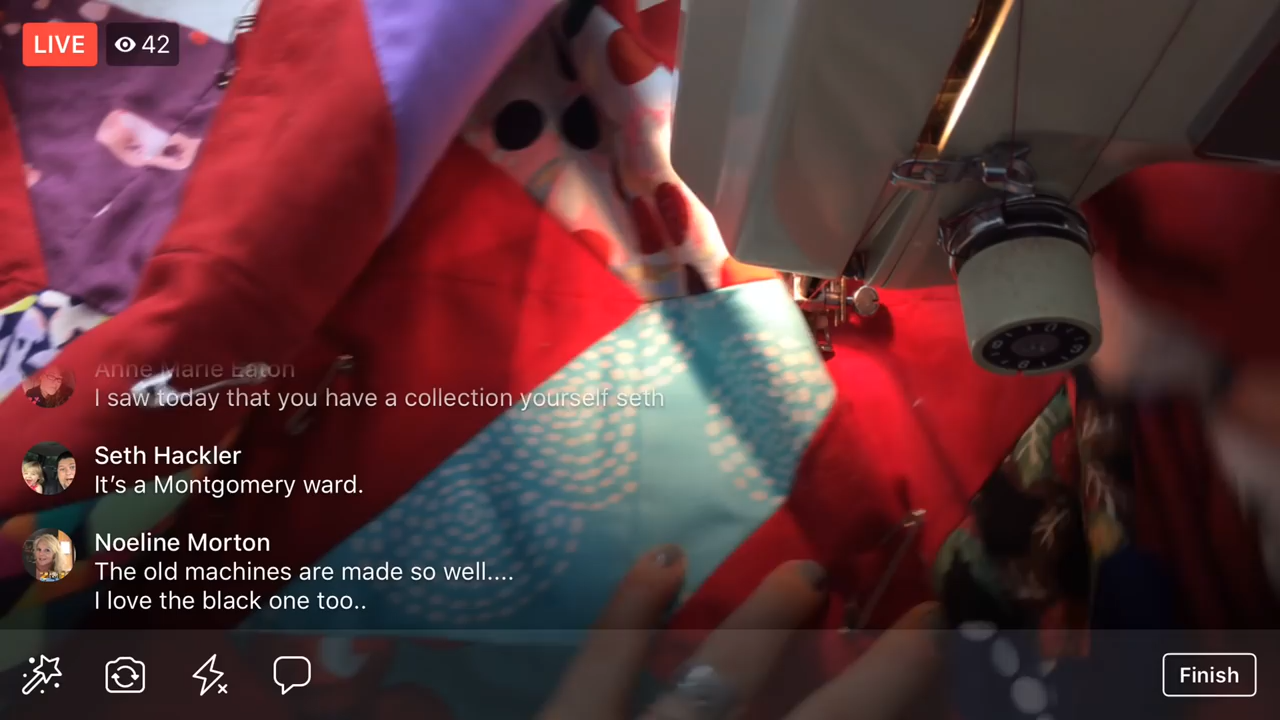 LIVE 42
Anne Marie Eaton
I saw today that you have a collection yourself seth
Seth Hackler
It’s a Montgomery ward.
Noeline Morton
The old machines are made so well....
I love the black one too..
Finish